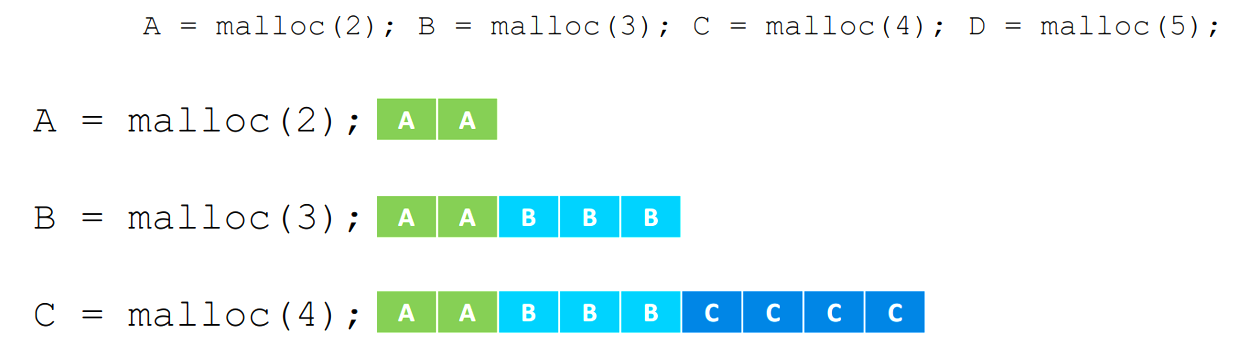 A = malloc(2); B = malloc(3); C = malloc(4); D = malloc(5);
A = malloc(2); A A
B = malloc(3); A A B B B
C = malloc(4); A A B B B C C C C